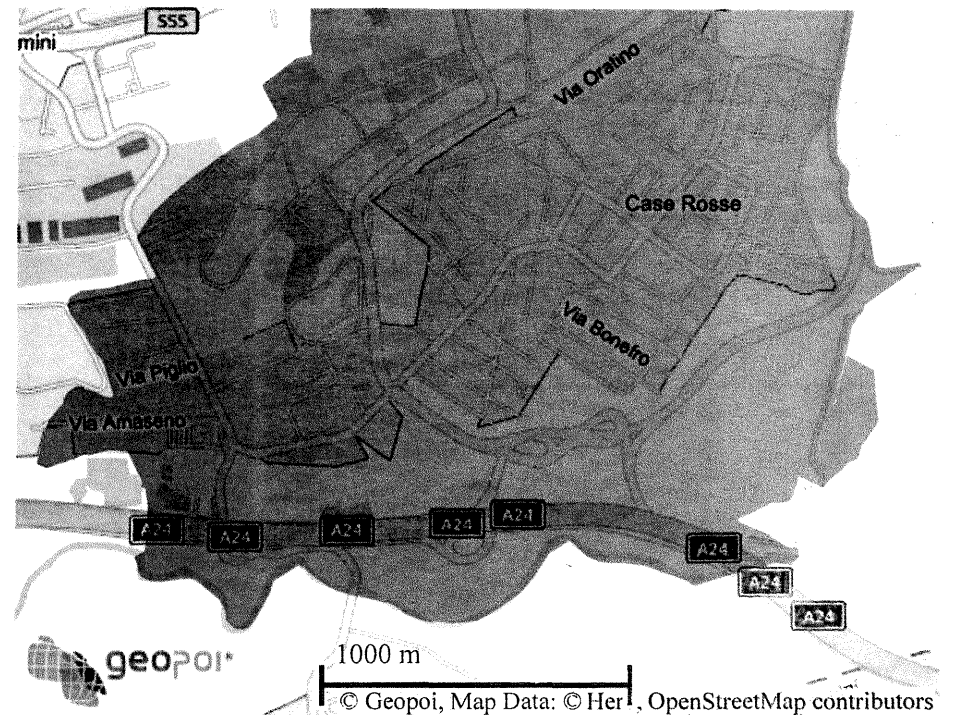 S55
mini
Via Oratino
Case Rosse
Via Bonefro
Via Piglio
Via Amaseno
A24
A24
A24
A24
A24
A24
A24
A24
geopoi
1000 m
© Geopoi, Map Data: © Her, OpenStreetMap contributors